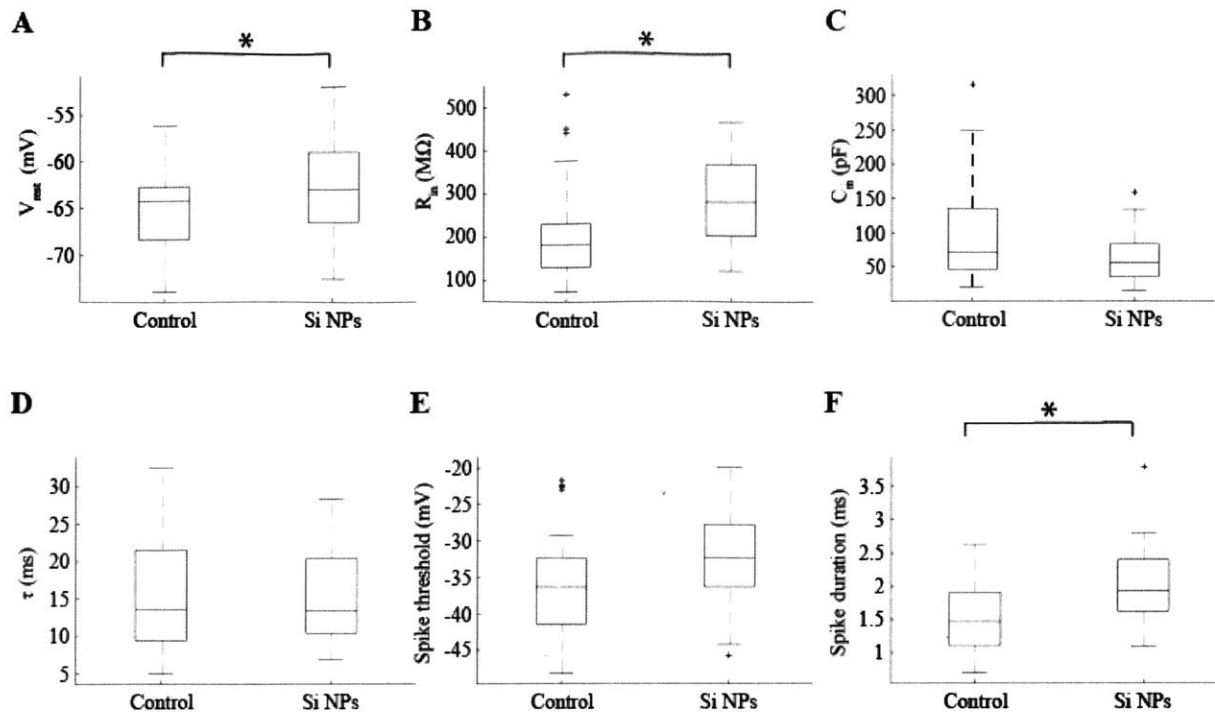 A
*
V_rest (mV)
-55
-60
-65
-70
Control Si NPs
B
*
R_in (MΩ)
500
400
300
200
100
Control Si NPs
C
C_m (pF)
300
250
200
150
100
50
Control Si NPs
D
τ (ms)
30
25
20
15
10
5
Control Si NPs
E
Spike threshold (mV)
-20
-25
-30
-35
-40
-45
Control Si NPs
F
*
Spike duration (ms)
3.5
3
2.5
2
1.5
1
Control Si NPs